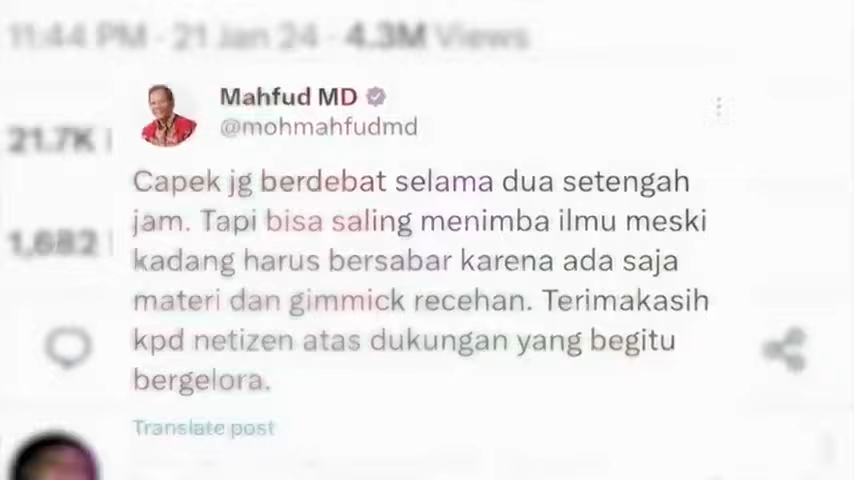 11:44 PM · 21 Jan 24 · 4.3M Views
Mahfud MD
@mohmahfudmd
21.7K
Capek jg berdebat selama dua setengah
jam. Tapi bisa saling menimba ilmu meski
1,682
kadang harus bersabar karena ada saja
materi dan gimmick recehan. Terimakasih
kpd netizen atas dukungan yang begitu
bergelora.
Translate post